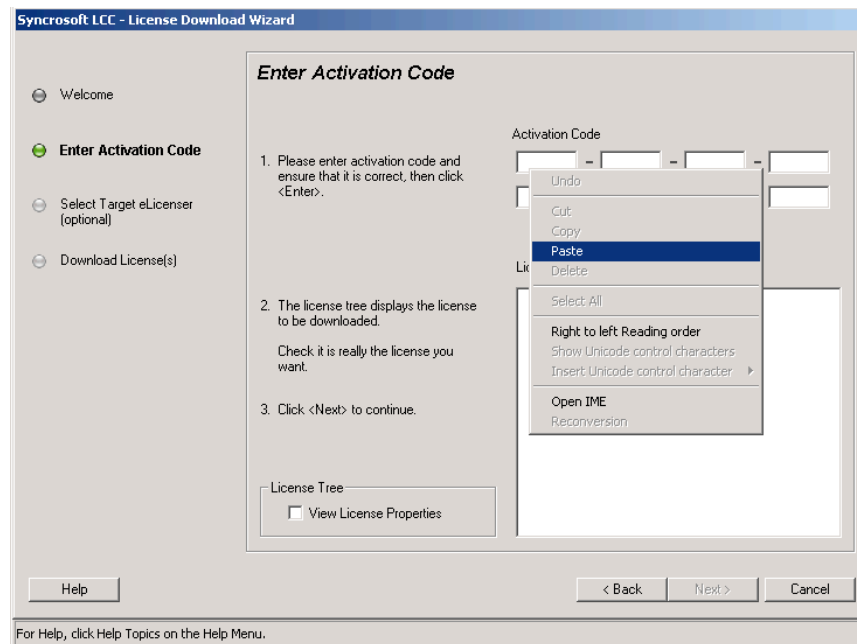 Syncrosoft LCC - License Download Wizard
Welcome
Enter Activation Code
Select Target eLicenser
(optional)
Download License(s)
Enter Activation Code
1. Please enter activation code and
ensure that it is correct, then click
<Enter>.
2. The license tree displays the license
to be downloaded.
Check it is really the license you
want.
3. Click <Next> to continue.
License Tree
View License Properties
Activation Code
- - -
Undo
Cut
Copy
Paste
Delete
Select All
Right to left Reading order
Show Unicode control characters
Insert Unicode control character
Open IME
Reconversion
Help
< Back
Next >
Cancel
For Help, click Help Topics on the Help Menu.